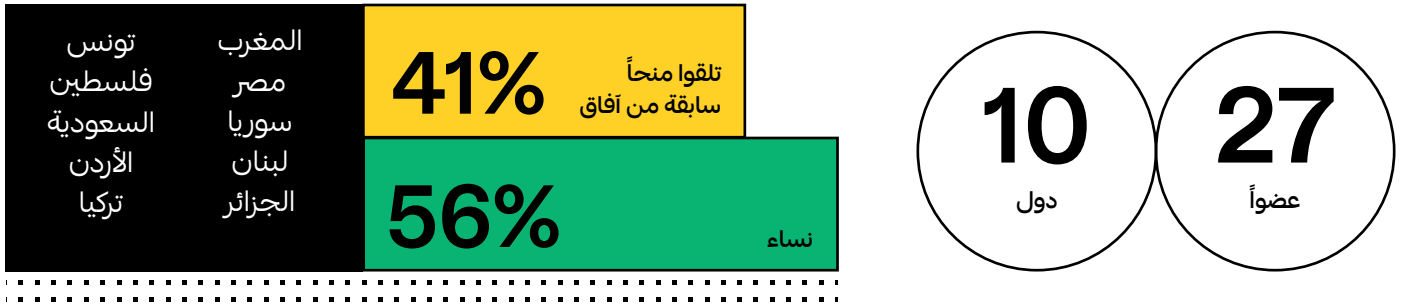 27
عضواً
10
دول
41%
تلقوا منحاً
سابقة من آفاق
56%
نساء
المغرب
مصر
سوريا
لبنان
الجزائر
تونس
فلسطين
السعودية
الأردن
تركيا